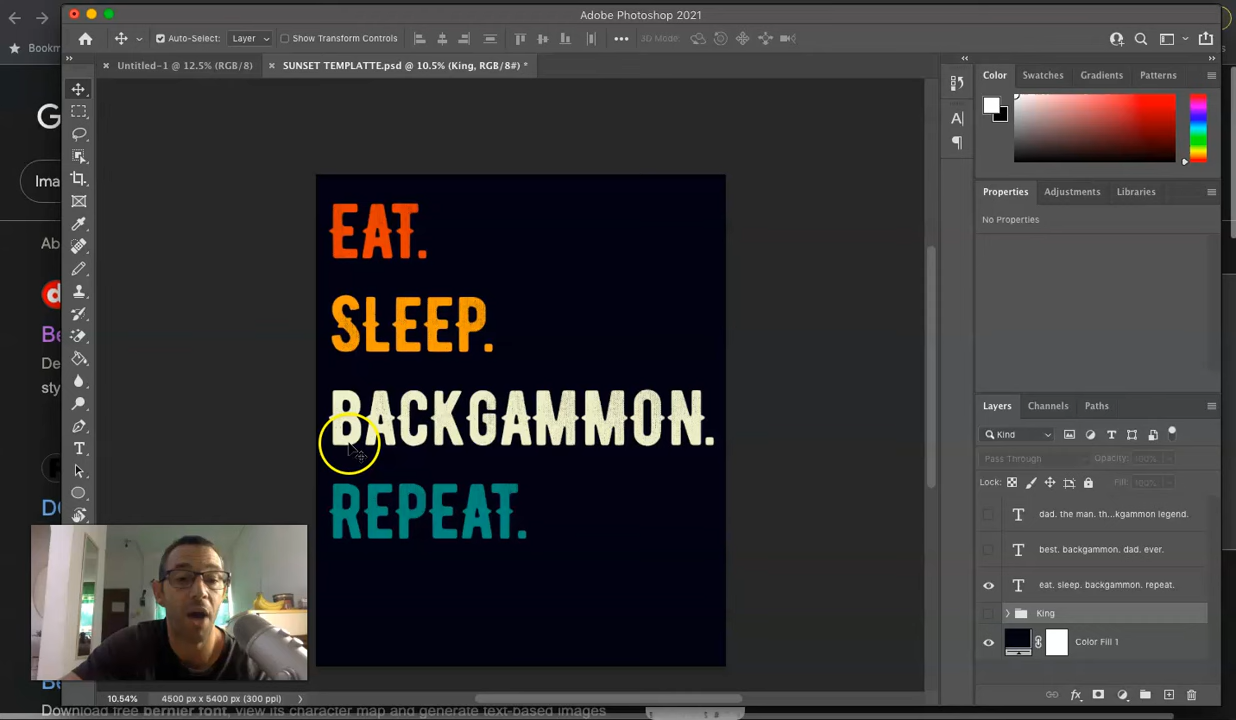 Adobe Photoshop 2021
Bookm
Auto-Select: Layer Show Transform Controls 3D Mode:
Untitled-1 @ 12.5% (RGB/8) SUNSET TEMPLATTE.psd @ 10.5% (King, RGB/8#) *
Color Swatches Gradients Patterns
G
Ima
Properties Adjustments Libraries
No Properties
Ab
d
Be
De
sty
EAT.
SLEEP.
BACKGAMMON.
REPEAT.
Layers Channels Paths
Kind
Pass Through Opacity: 100%
Lock: Fill: 100%
dad. the man. th...kgammon legend.
best. backgammon. dad. ever.
eat. sleep. backgammon. repeat.
King
Color Fill 1
10.54% 4500 px x 5400 px (300 ppi)
Download free bernier font, view its character map and generate text-based images